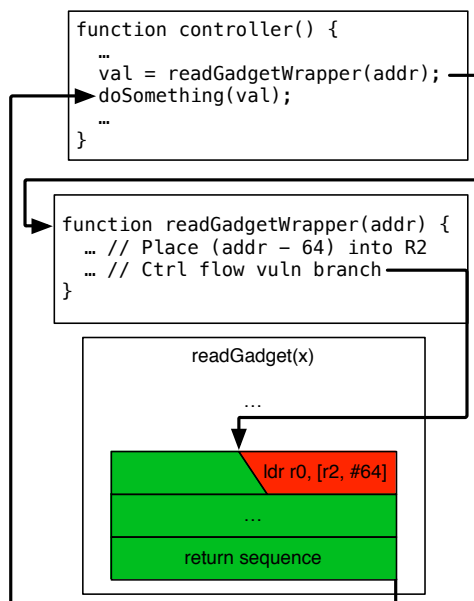 function controller() {
…
val = readGadgetWrapper(addr);
doSomething(val);
…
}
function readGadgetWrapper(addr) {
… // Place (addr – 64) into R2
… // Ctrl flow vuln branch
}
readGadget(x)
…
ldr r0, [r2, #64]
…
return sequence